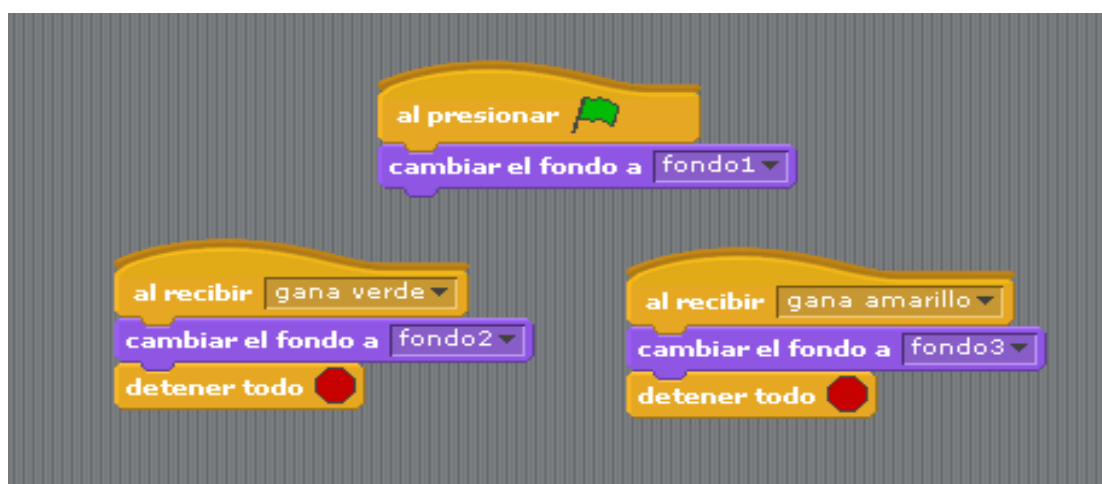 al presionar
cambiar el fondo a fondo1
al recibir gana verde
cambiar el fondo a fondo2
detener todo
al recibir gana amarillo
cambiar el fondo a fondo3
detener todo